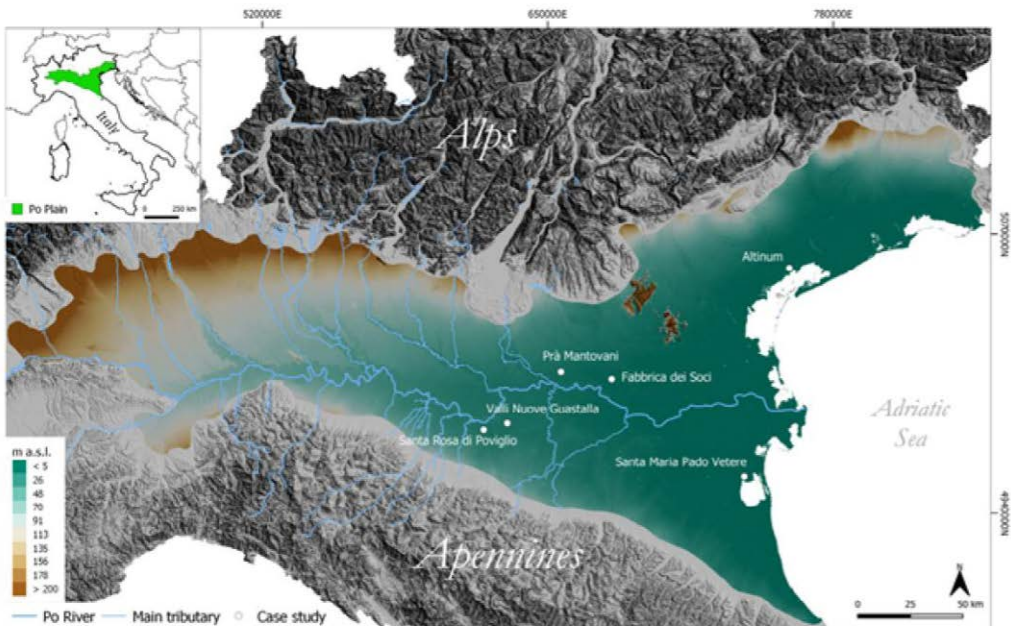 520000E
650000E
780000E
Italy
Po Plain
0 250 km
Alps
5070000N
Altinum
Prà Mantovani
Fabbrica dei Soci
Valli Nuove Guastalla
Santa Rosa di Poviglio
Adriatic
Sea
Santa Maria Pado Vetere
4940000N
m a.s.l.
< 5
26
48
70
91
113
135
156
178
> 200
Apennines
N
0 25 50 km
Po River
Main tributary
Case study